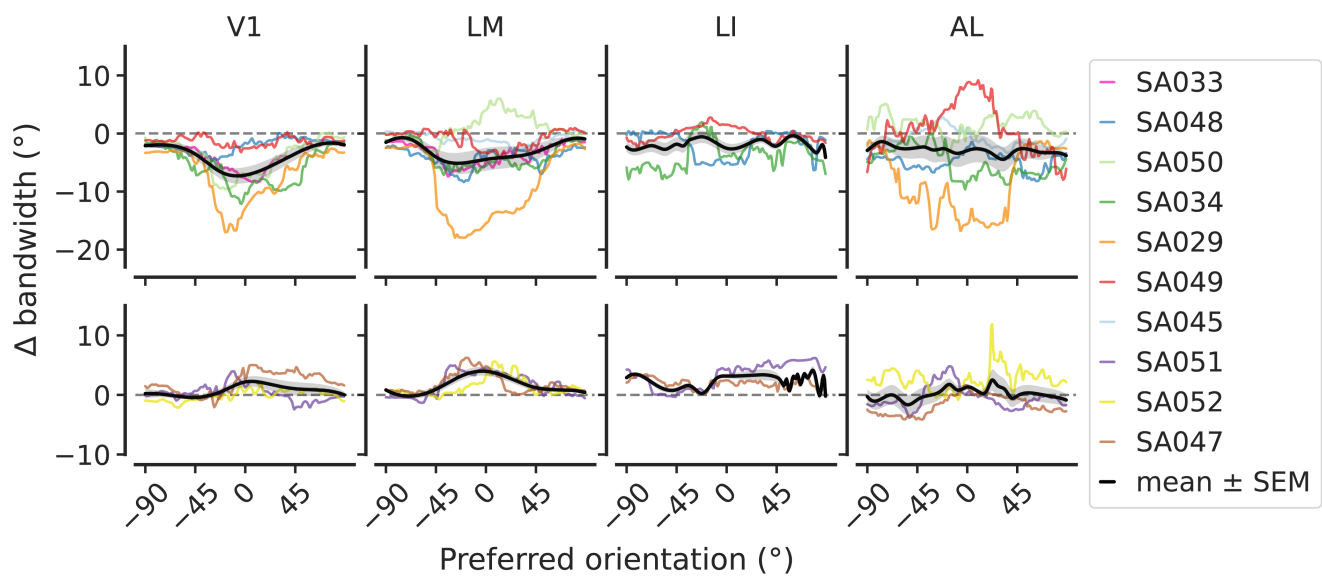 V1 LM LI AL
10
0
−10
−20
10
0
−10
Δ bandwidth (°)
−90 −45 0 45 −90 −45 0 45 −90 −45 0 45 −90 −45 0 45
Preferred orientation (°)
SA033
SA048
SA050
SA034
SA029
SA049
SA045
SA051
SA052
SA047
mean ± SEM